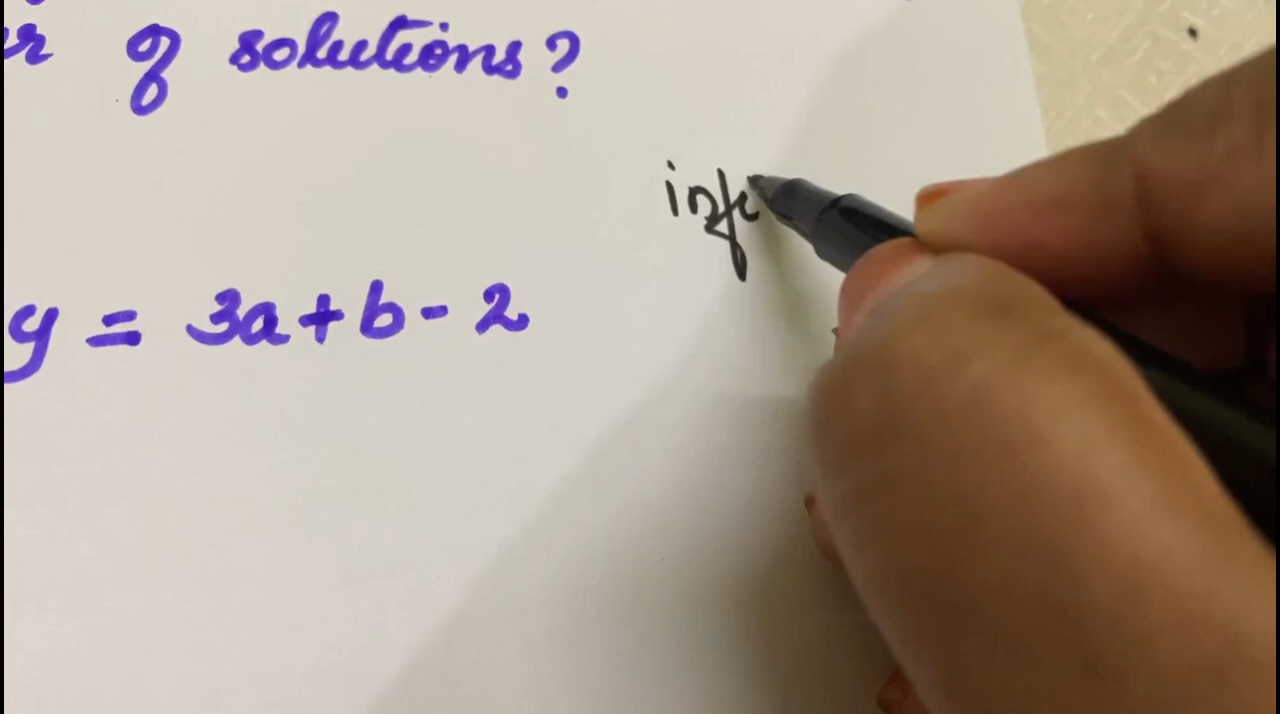 of solutions?
inf
y = 3a+b-2